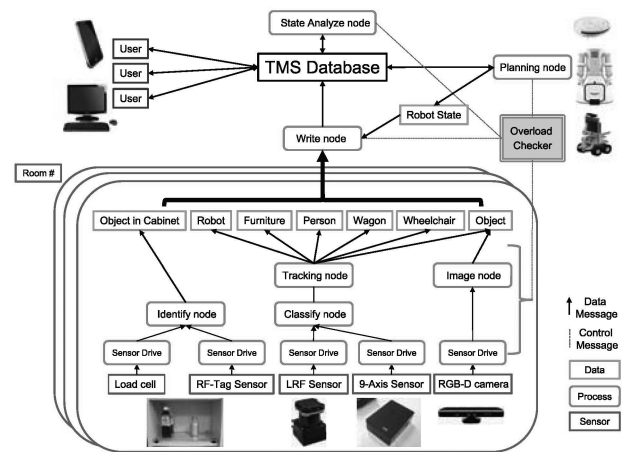 State Analyze node
User
User
User
TMS Database
Planning node
Robot State
Write node
Overload
Checker
Room #
Object in Cabinet
Robot
Furniture
Person
Wagon
Wheelchair
Object
Tracking node
Image node
Identify node
Classify node
Sensor Drive
Sensor Drive
Sensor Drive
Sensor Drive
Sensor Drive
Load cell
RF-Tag Sensor
LRF Sensor
9-Axis Sensor
RGB-D camera
Data
Message
Control
Message
Data
Process
Sensor